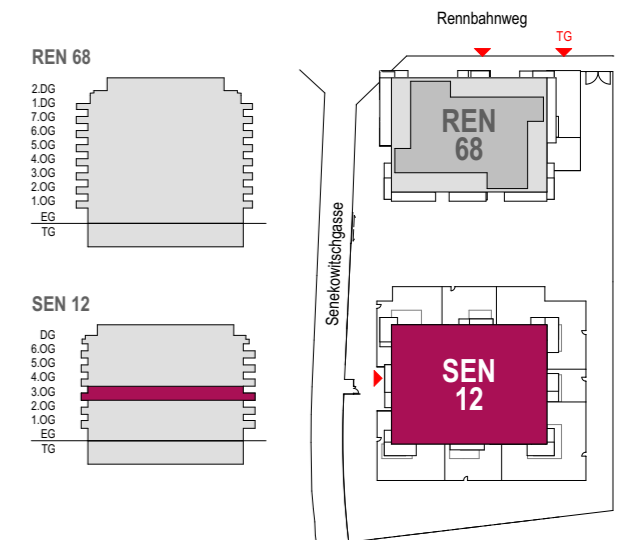 REN 68
2.DG
1.DG
7.OG
6.OG
5.OG
4.OG
3.OG
2.OG
1.OG
EG
TG
SEN 12
DG
6.OG
5.OG
4.OG
3.OG
2.OG
1.OG
EG
TG
Rennbahnweg
TG
REN
68
Senekowitschgasse
SEN
12